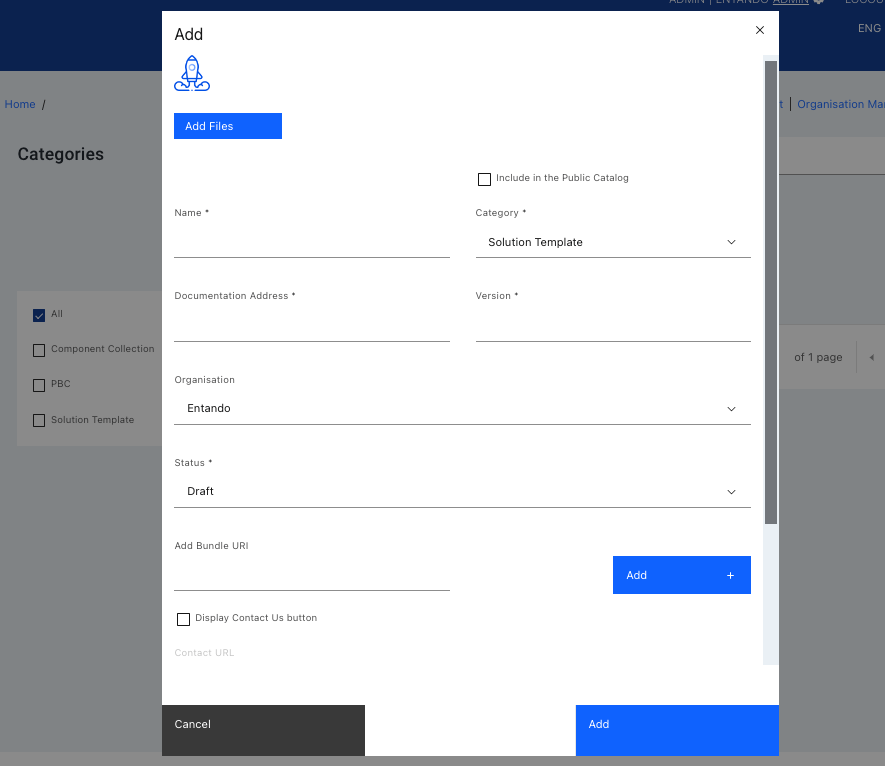 ADMIN | ENTANDO ADMIN
ENG
Home /
Organisation
Categories
All
Component Collection
PBC
Solution Template
of 1 page
Add
Add Files
Include in the Public Catalog
Name *
Category *
Solution Template
Documentation Address *
Version *
Organisation
Entando
Status *
Draft
Add Bundle URI
Add +
Display Contact Us button
Contact URL
Cancel
Add